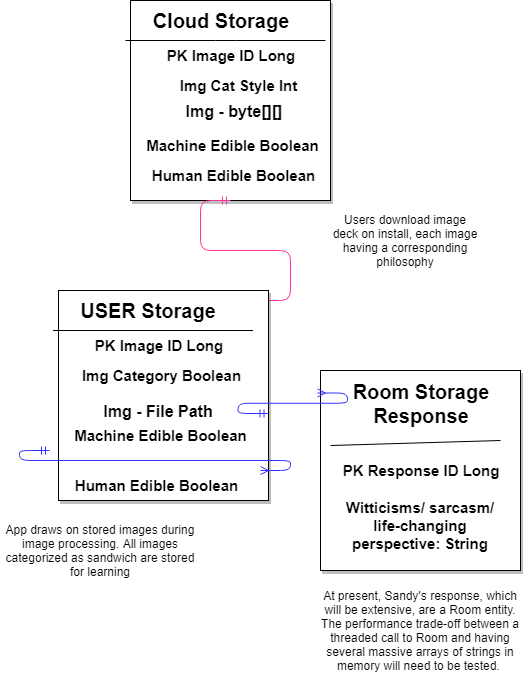 Cloud Storage
PK Image ID Long
Img Cat Style Int
Img - byte[][]
Machine Edible Boolean
Human Edible Boolean
Users download image
deck on install, each image
having a corresponding
philosophy
USER Storage
PK Image ID Long
Img Category Boolean
Img - File Path
Machine Edible Boolean
Human Edible Boolean
Room Storage
Response
PK Response ID Long
Witticisms/ sarcasm/
life-changing
perspective: String
App draws on stored images during
image processing. All images
categorized as sandwich are stored
for learning
At present, Sandy's response, which
will be extensive, are a Room entity.
The performance trade-off between a
threaded call to Room and having
several massive arrays of strings in
memory will need to be tested.